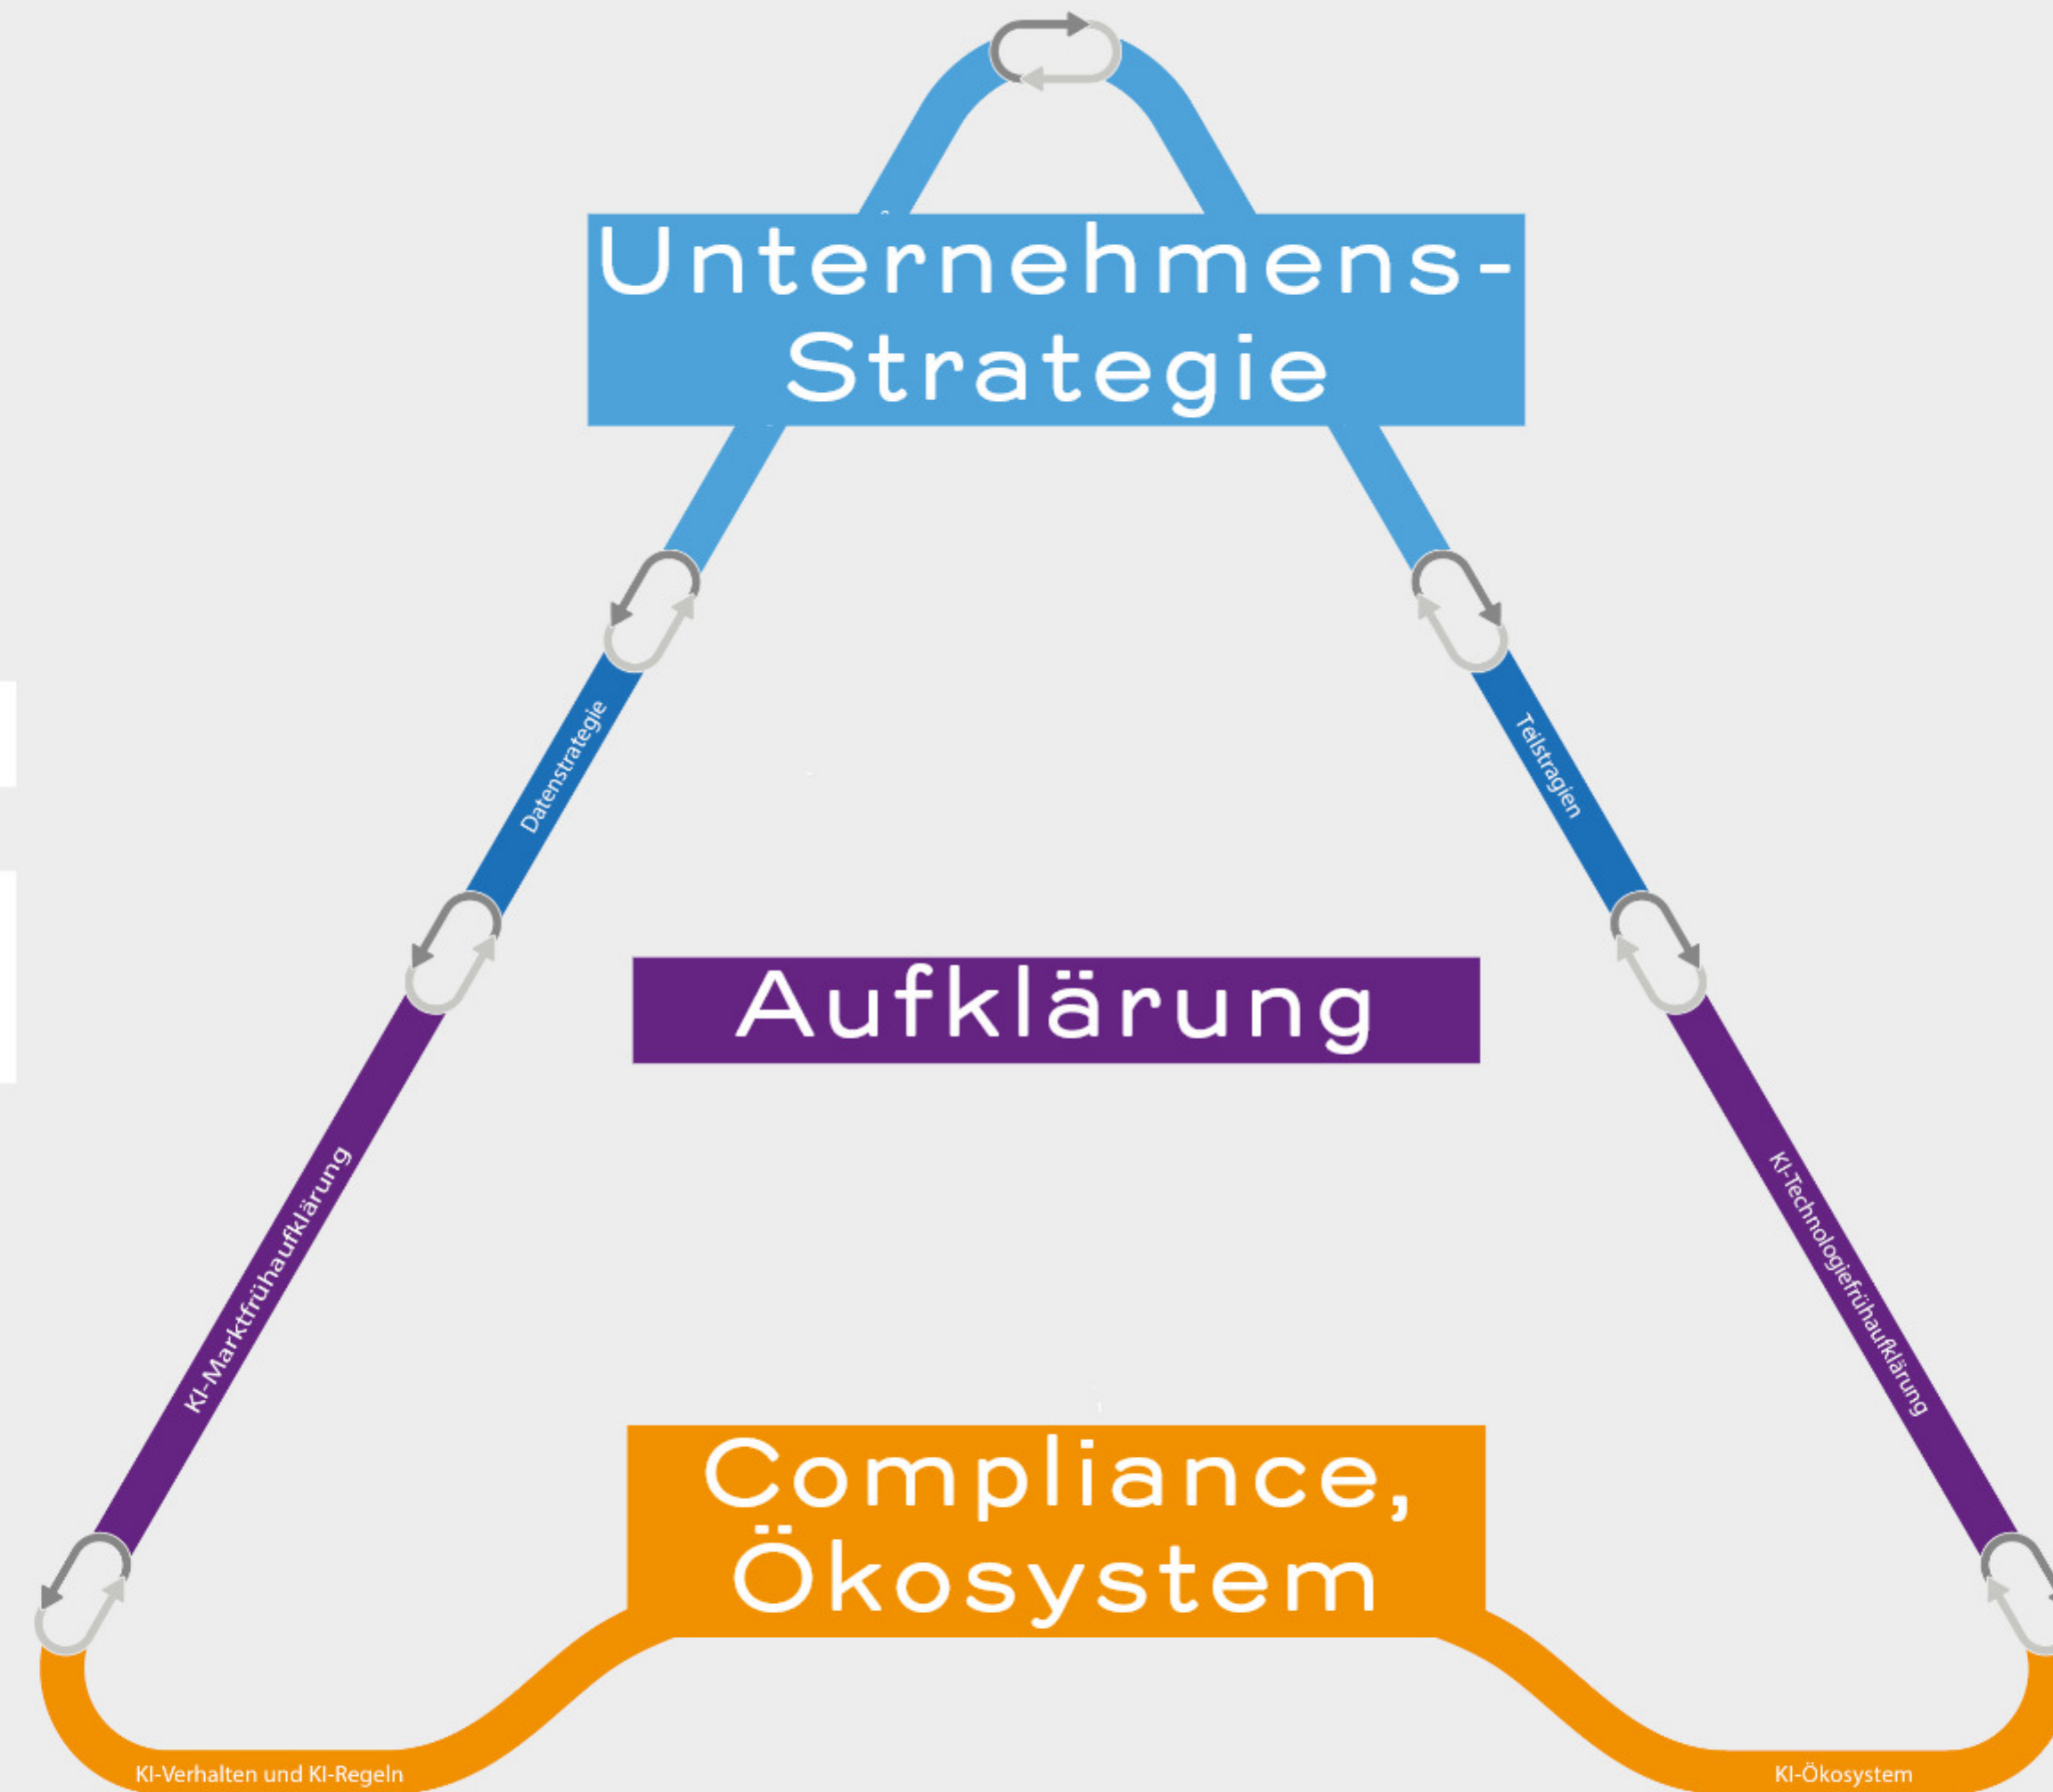 Unternehmens-
Strategie
Datenstrategie
Teilstragien
Aufklärung
KI-Marktfrühaufklärung
KI-Technologiefrühaufklärung
Compliance,
Ökosystem
KI-Verhalten und KI-Regeln
KI-Ökosystem